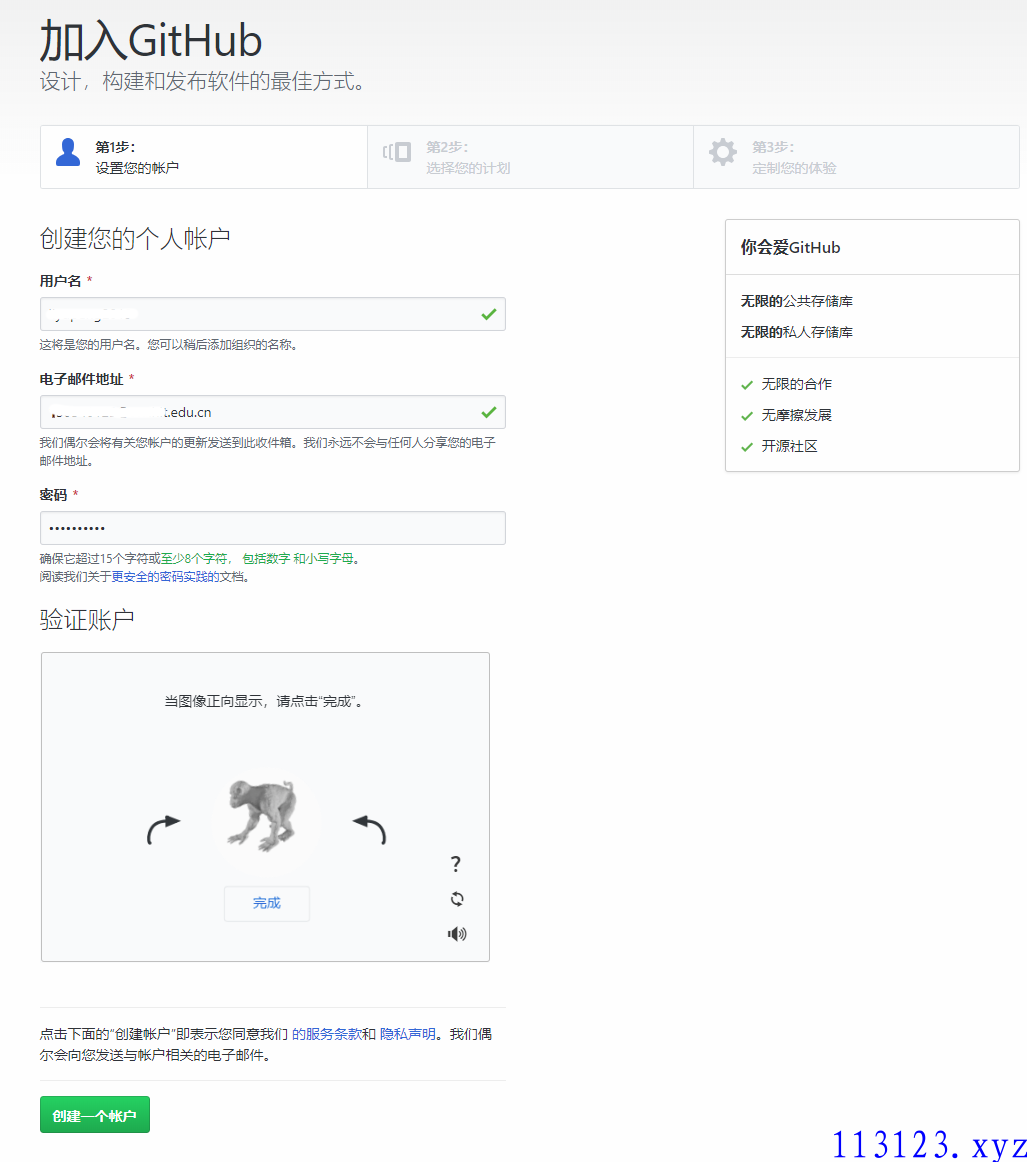 加入GitHub
设计，构建和发布软件的最佳方式。
第1步：
设置您的帐户
第2步：
选择您的计划
第3步：
定制您的体验
创建您的个人帐户
用户名 *
这将是您的用户名。您可以稍后添加组织的名称。
电子邮件地址 *
.edu.cn
我们偶尔会将有关您帐户的更新发送到此收件箱。我们永远不会与任何人分享您的电子
邮件地址。
密码 *
••••••••••
确保它超过15个字符或至少8个字符， 包括数字 和小写字母。
阅读我们关于更安全的密码实践的文档。
验证账户
当图像正向显示，请点击“完成”。
?
完成
点击下面的“创建帐户”即表示您同意我们 的服务条款和 隐私声明。我们偶
尔会向您发送与帐户相关的电子邮件。
创建一个帐户
你会爱GitHub
无限的公共存储库
无限的私人存储库
无限的合作
无摩擦发展
开源社区
113123.xyz